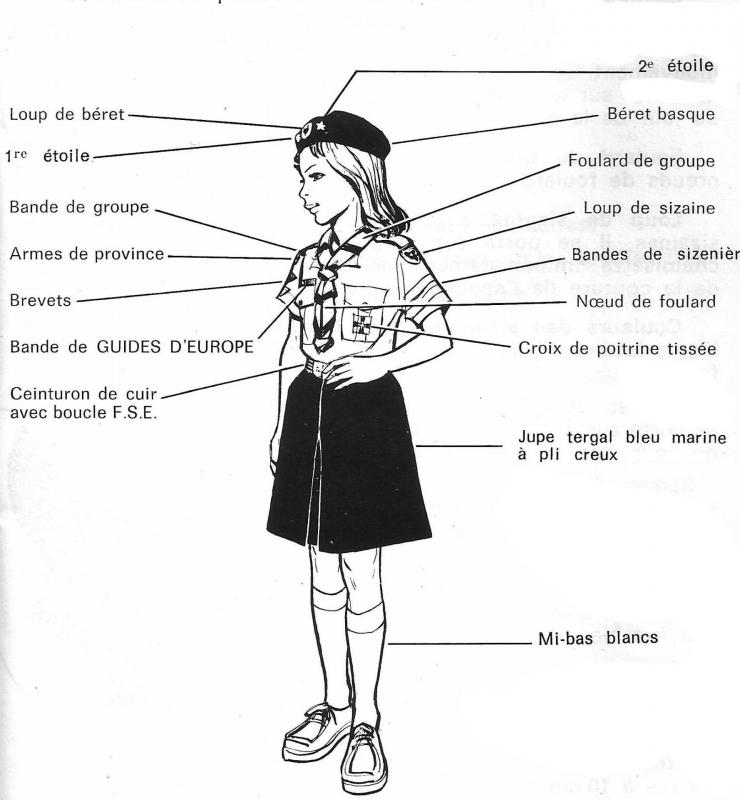 2e étoile
Loup de béret
Béret basque
1re étoile
Foulard de groupe
Bande de groupe
Loup de sizaine
Armes de province
Bandes de sizeniè
Brevets
Nœud de foulard
Bande de GUIDES D'EUROPE
Croix de poitrine tissée
Ceinturon de cuir
avec boucle F.S.E.
Jupe tergal bleu marine
à pli creux
Mi-bas blancs